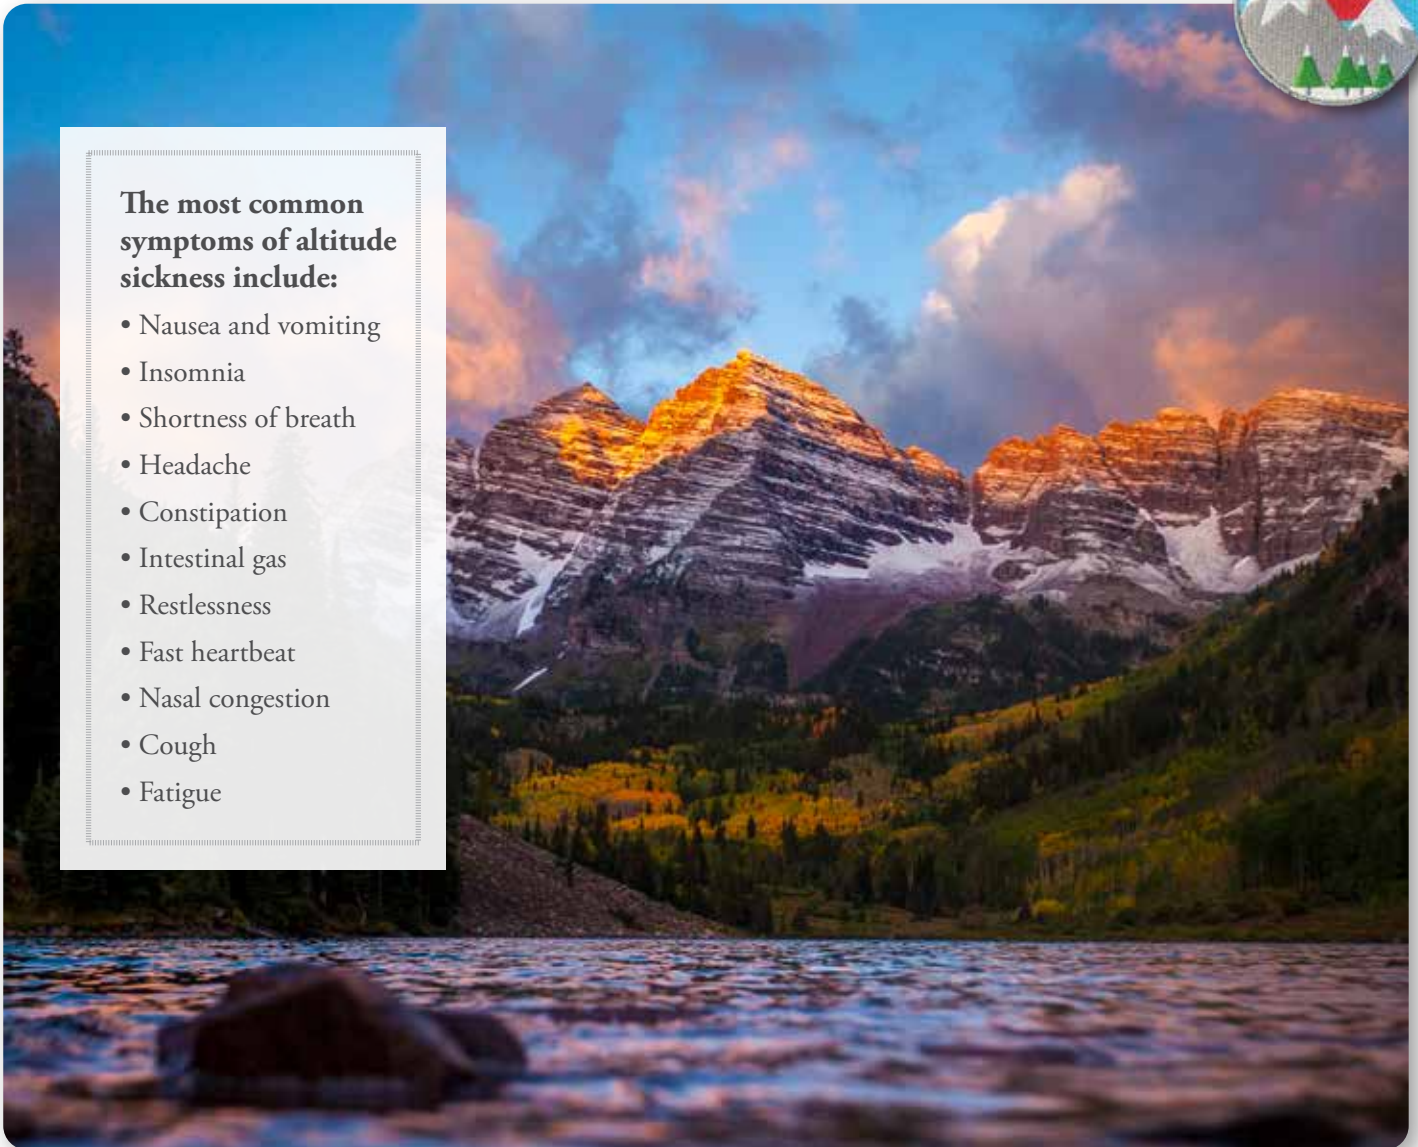 The most common
symptoms of altitude
sickness include:
• Nausea and vomiting
• Insomnia
• Shortness of breath
• Headache
• Constipation
• Intestinal gas
• Restlessness
• Fast heartbeat
• Nasal congestion
• Cough
• Fatigue